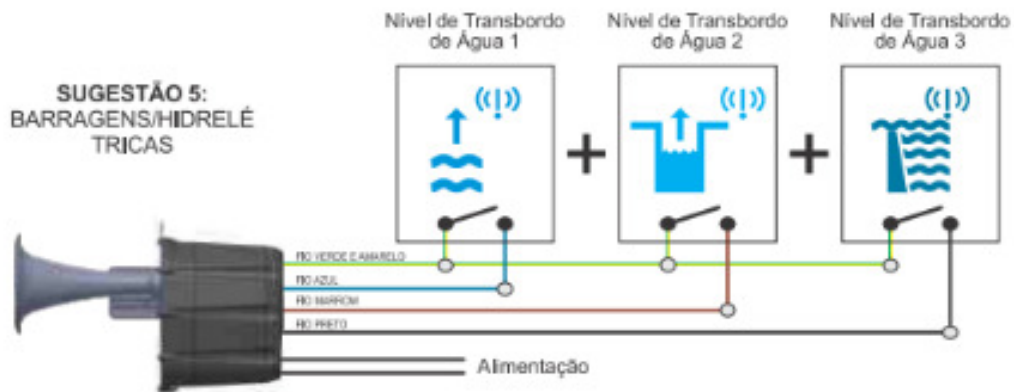 Nível de Transbordo
de Água 1
Nível de Transbordo
de Água 2
Nível de Transbordo
de Água 3
SUGESTÃO 5:
BARRAGENS/HIDRELÉ
TRICAS
FIO VERDE E AMARELO
FIO AZUL
FIO MARROM
FIO PRETO
Alimentação